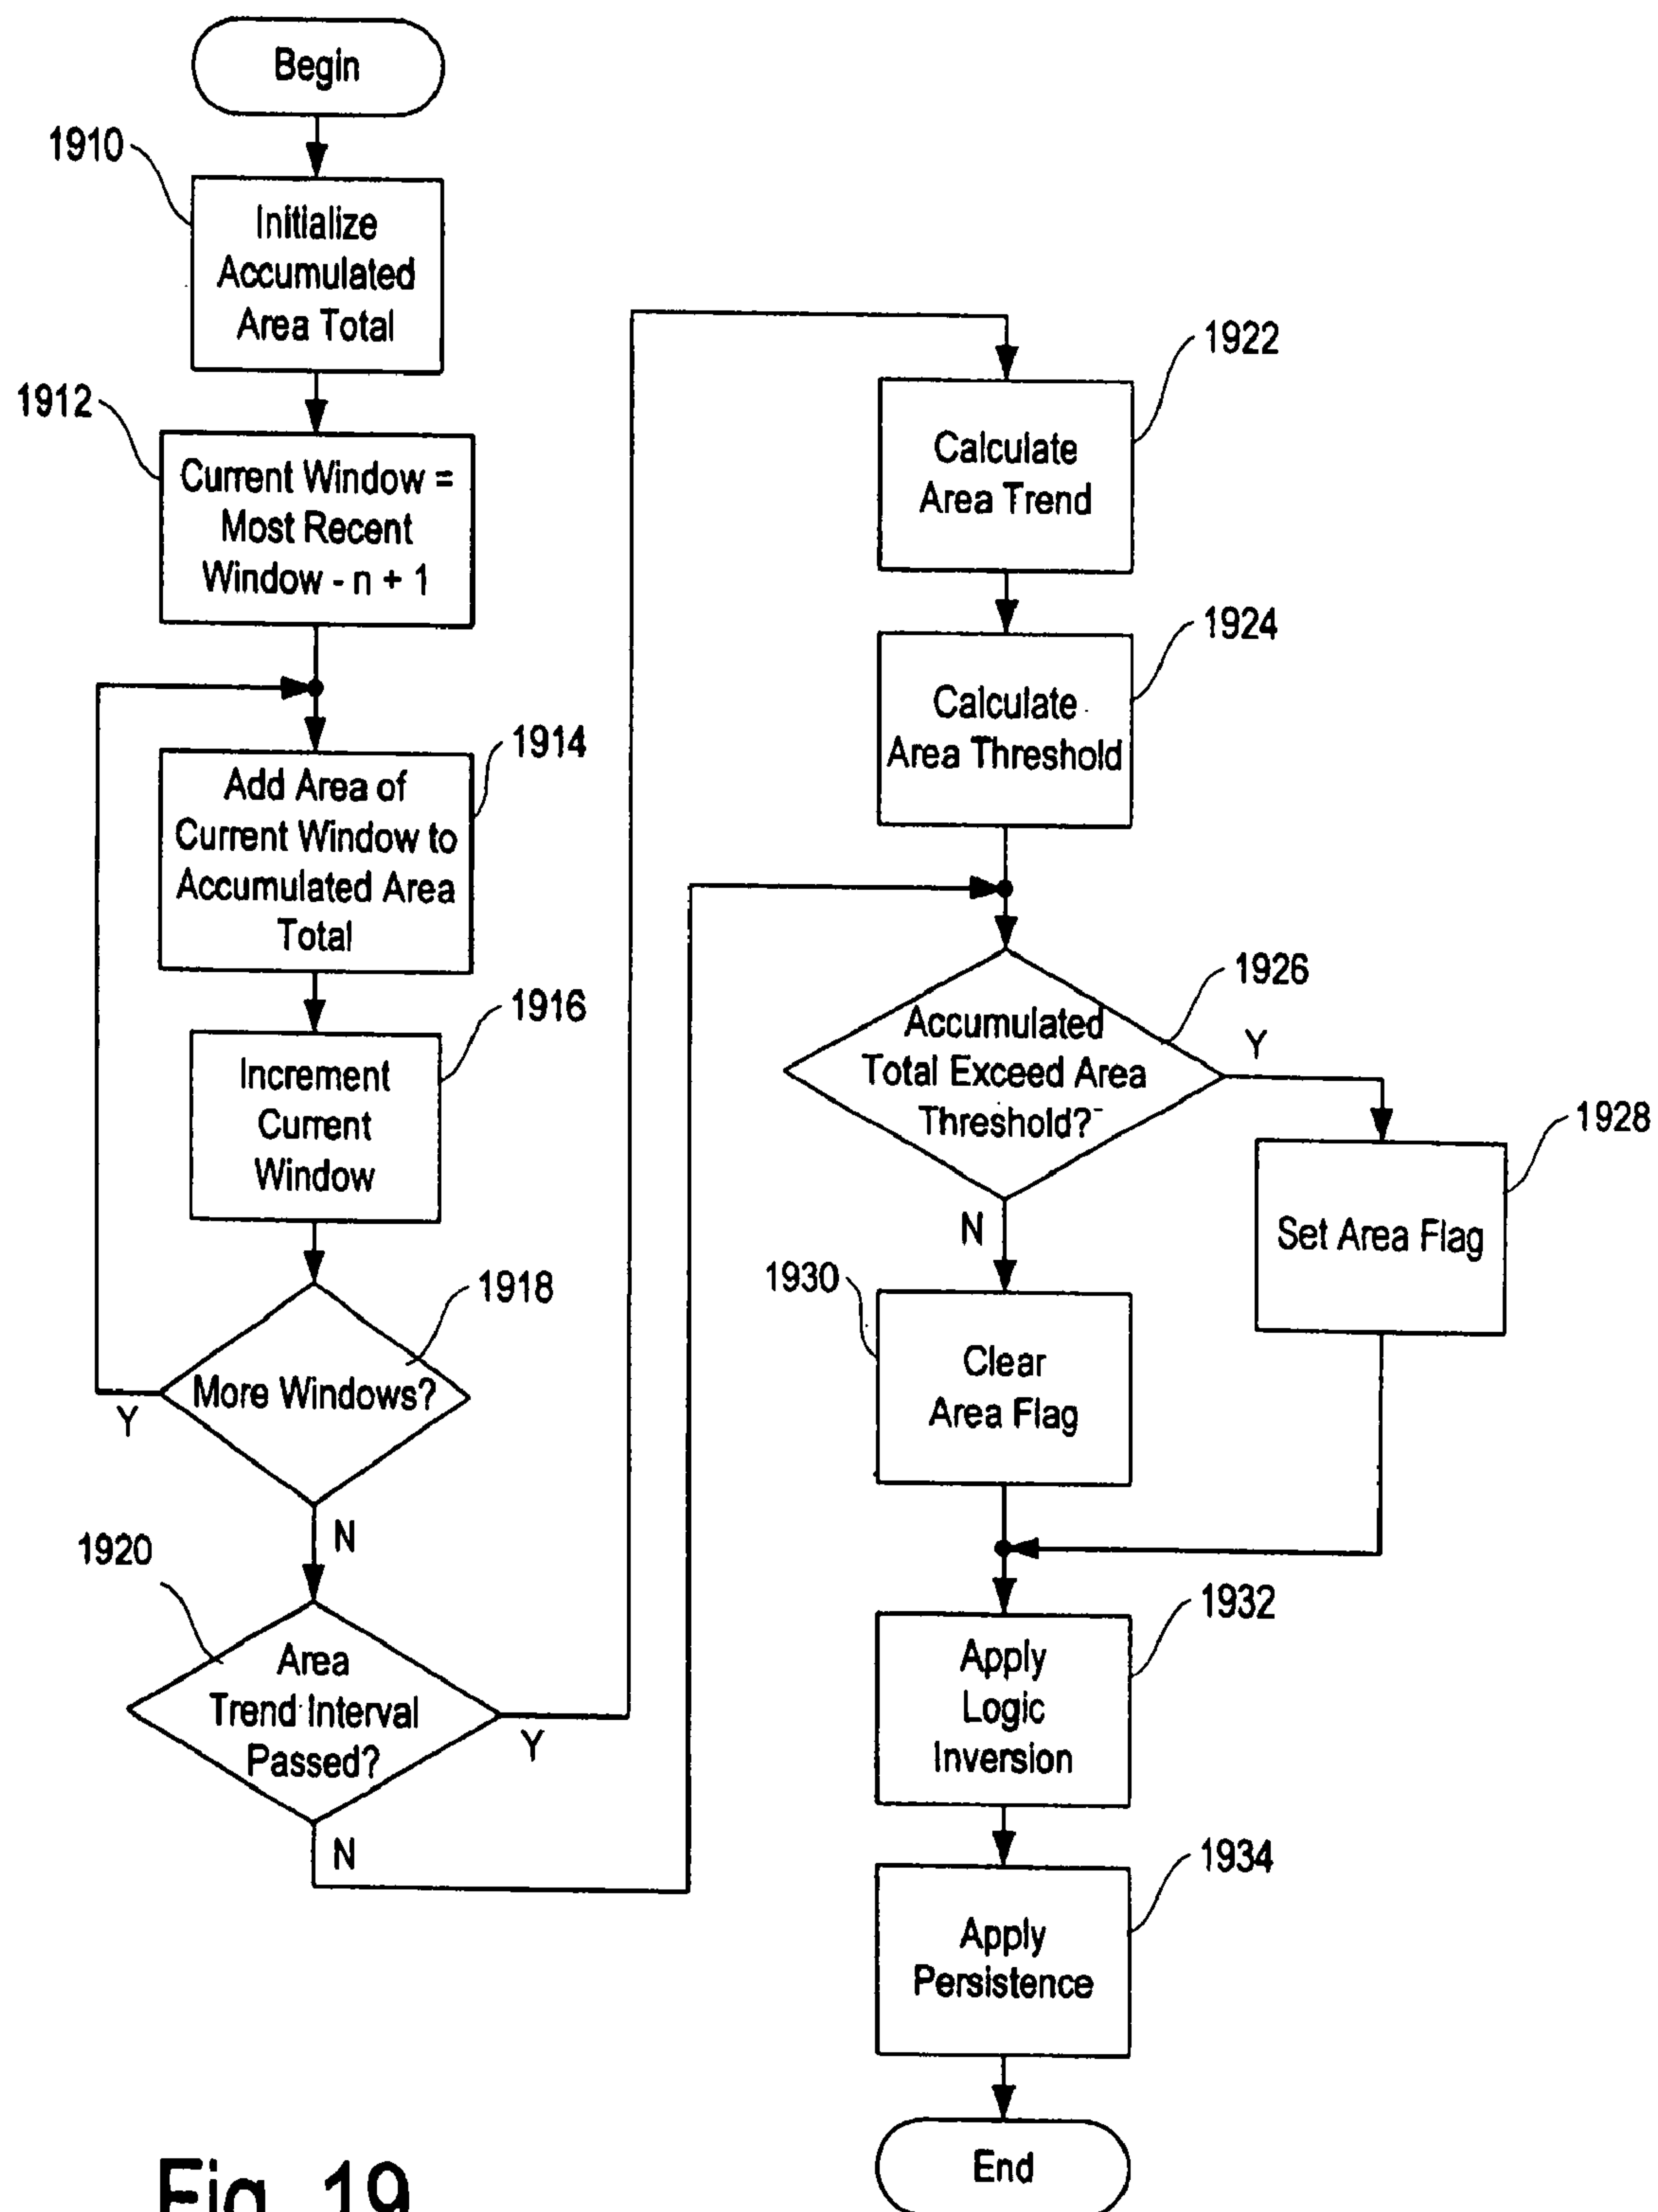 Begin
1910
Initialize
Accumulated
Area Total
1912
Current Window =
Most Recent
Window - n + 1
1914
Add Area of
Current Window to
Accumulated Area
Total
1916
Increment
Current
Window
1918
More Windows?
Y
N
1920
Area
Trend Interval
Passed?
Y
N
1922
Calculate
Area Trend
1924
Calculate
Area Threshold
1926
Accumulated
Total Exceed Area
Threshold?
Y
N
1928
Set Area Flag
1930
Clear
Area Flag
1932
Apply
Logic
Inversion
1934
Apply
Persistence
End
Fig. 19